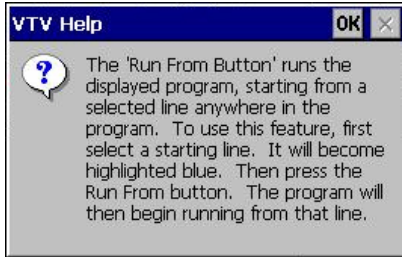 VTV Help OK ×
?
The 'Run From Button' runs the
displayed program, starting from a
selected line anywhere in the
program. To use this feature, first
select a starting line. It will become
highlighted blue. Then press the
Run From button. The program will
then begin running from that line.